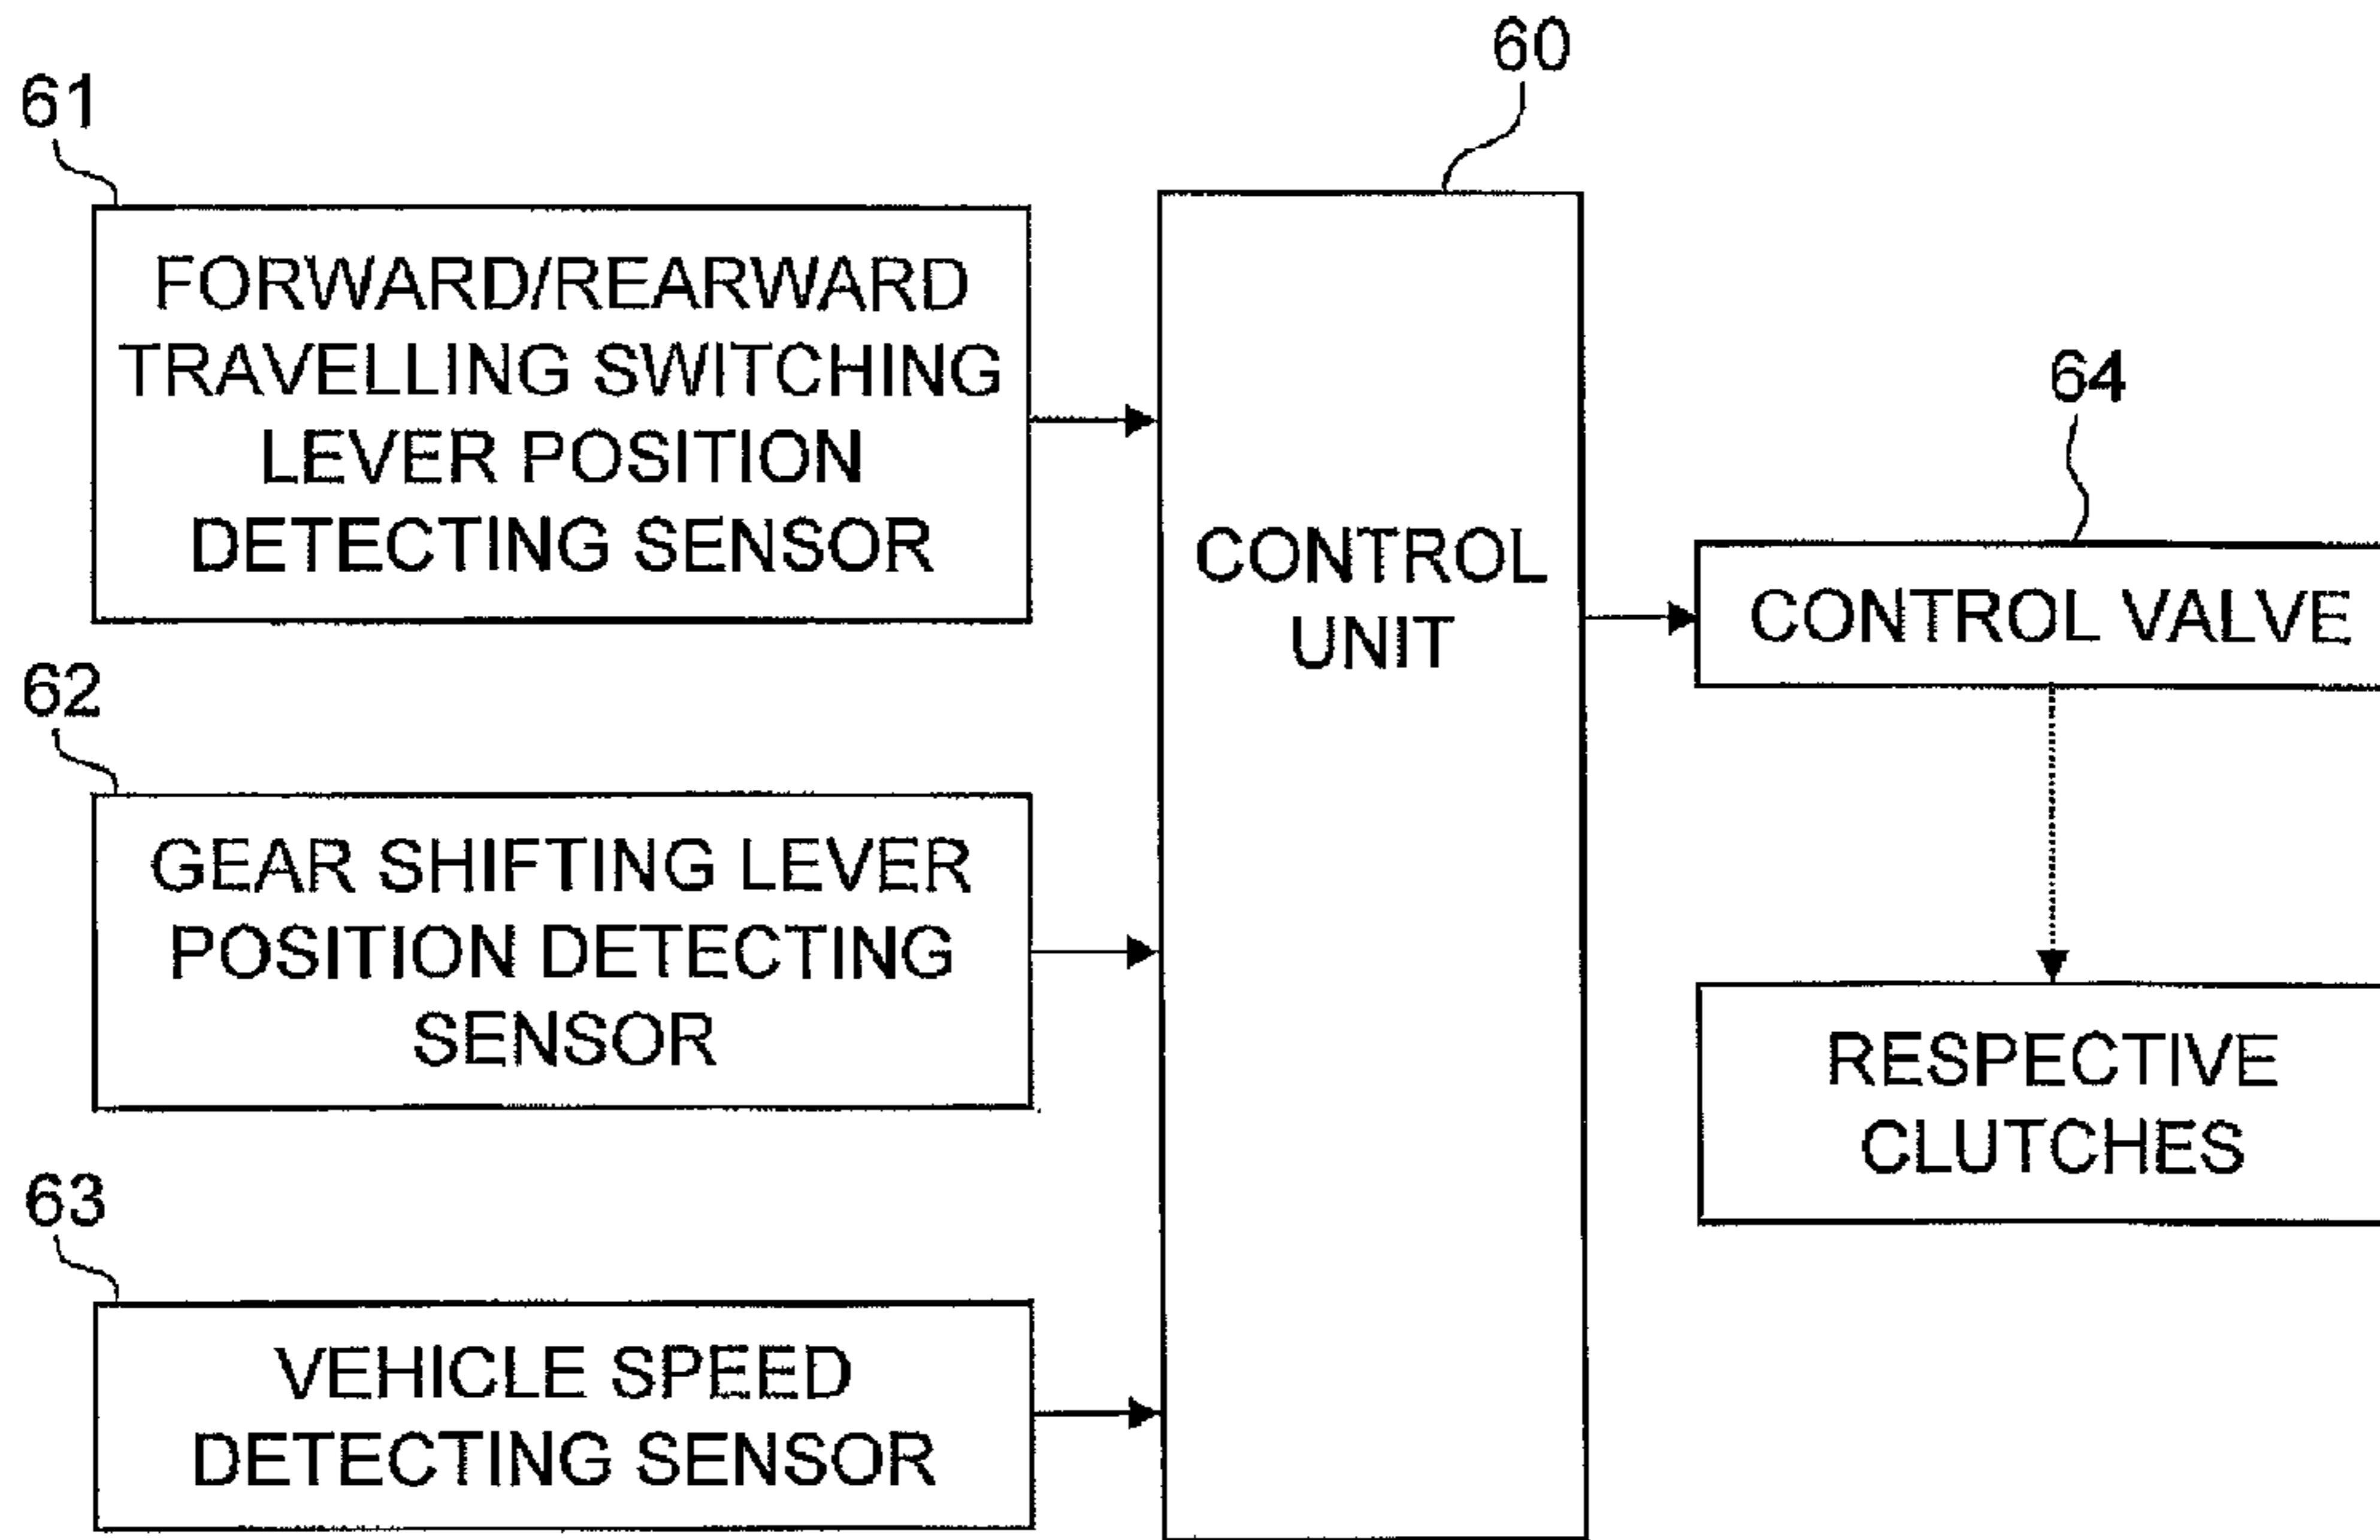 60
61
FORWARD/REARWARD
TRAVELLING SWITCHING
LEVER POSITION
DETECTING SENSOR
62
GEAR SHIFTING LEVER
POSITION DETECTING
SENSOR
63
VEHICLE SPEED
DETECTING SENSOR
CONTROL
UNIT
64
CONTROL VALVE
RESPECTIVE
CLUTCHES